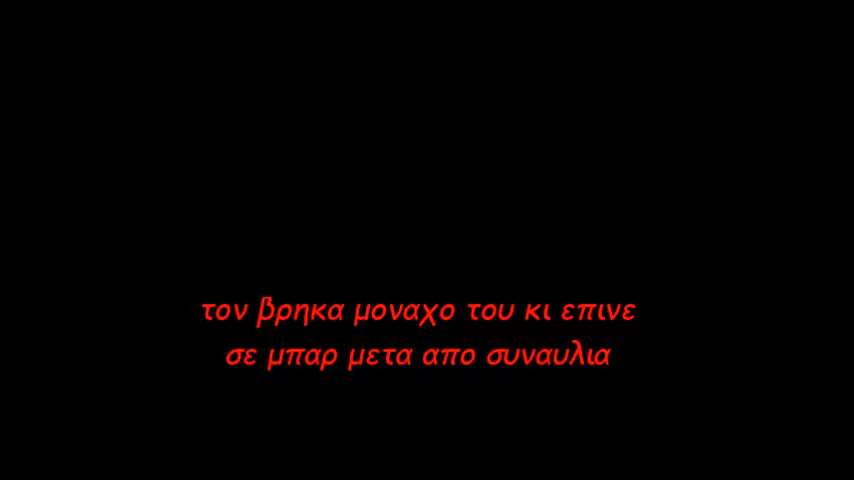 τον βρηκα μοναχο του κι επινε
σε μπαρ μετα απο συναυλια